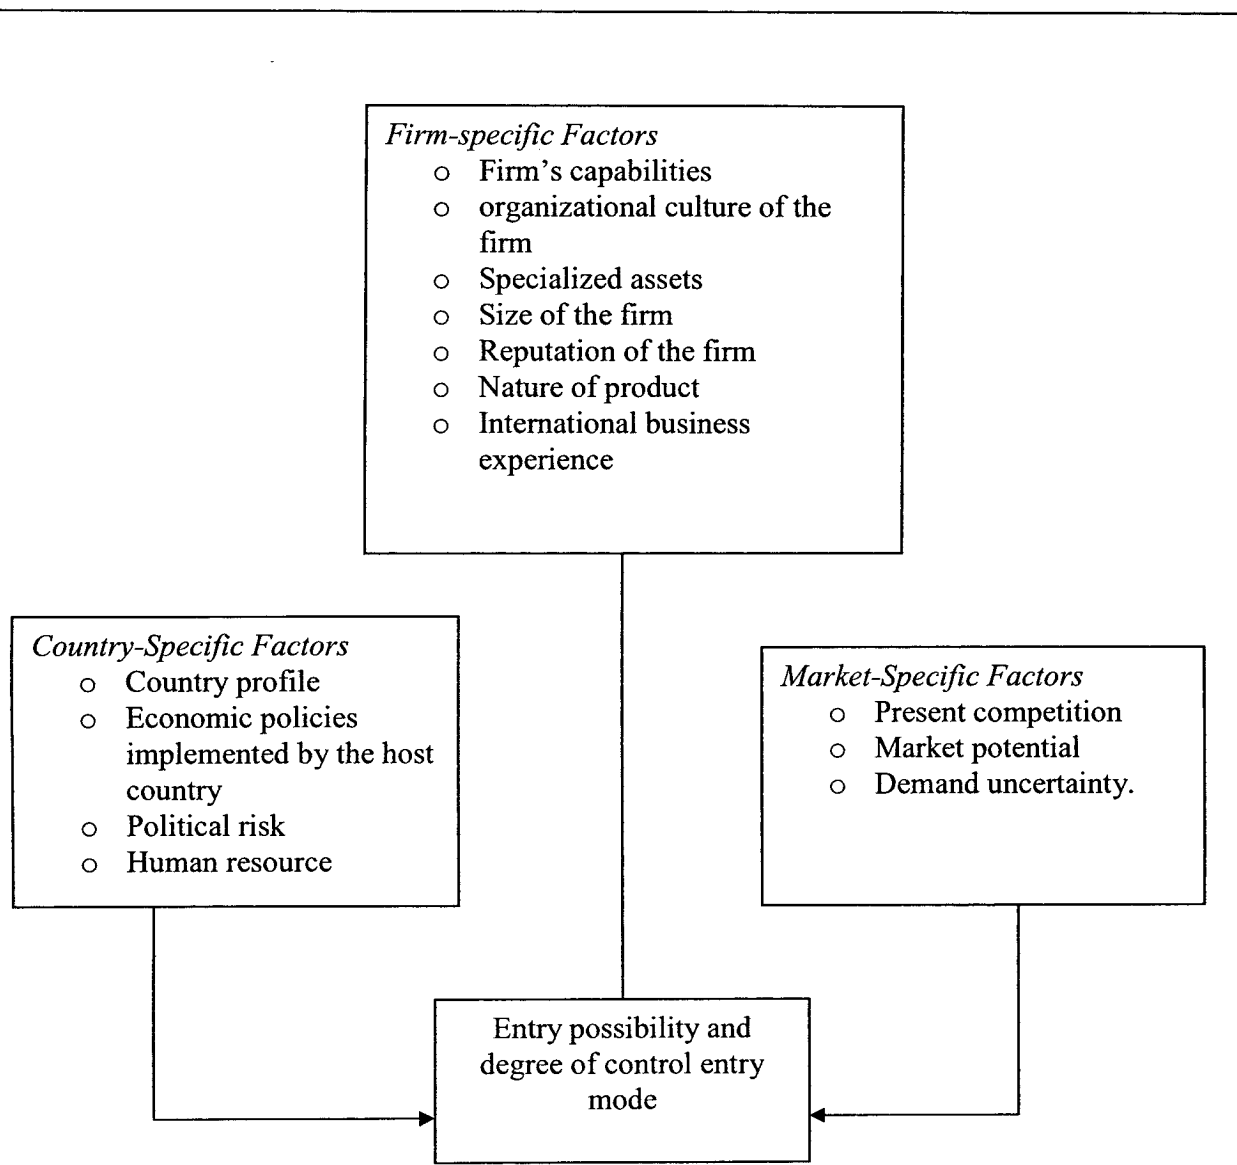 Firm-specific Factors
o Firm's capabilities
o organizational culture of the
firm
o Specialized assets
o Size of the firm
o Reputation of the firm
o Nature of product
o International business
experience
Country-Specific Factors
o Country profile
o Economic policies
implemented by the host
country
o Political risk
o Human resource
Market-Specific Factors
o Present competition
o Market potential
o Demand uncertainty.
Entry possibility and
degree of control entry
mode